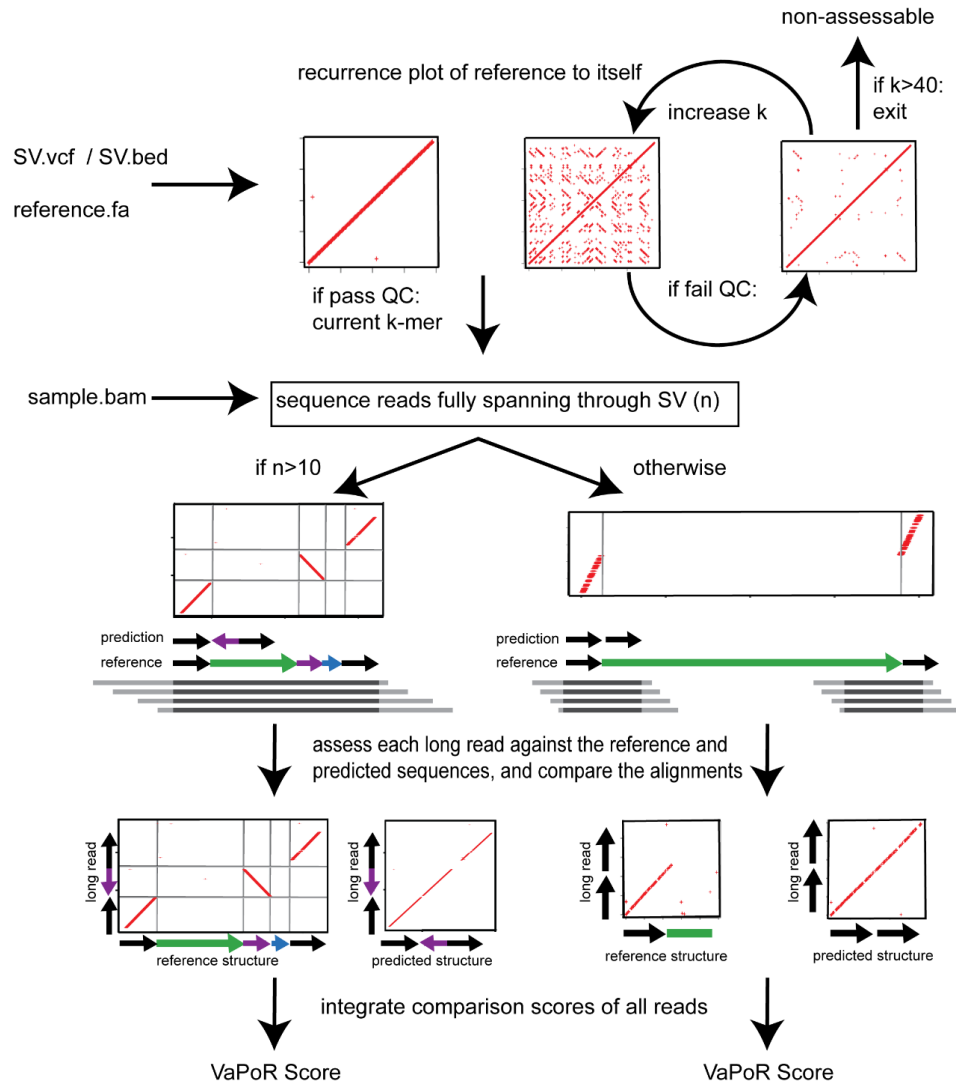 non-assessable
recurrence plot of reference to itself
if k>40:
exit
increase k
SV.vcf / SV.bed
reference.fa
if pass QC:
current k-mer
if fail QC:
sample.bam
sequence reads fully spanning through SV (n)
if n>10
otherwise
prediction
reference
prediction
reference
assess each long read against the reference and
predicted sequences, and compare the alignments
long read
reference structure
long read
predicted structure
long read
reference structure
long read
predicted structure
integrate comparison scores of all reads
VaPoR Score
VaPoR Score